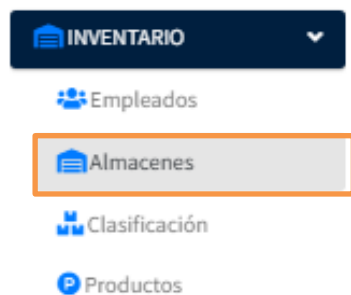 INVENTARIO
Empleados
Almacenes
Clasificación
Productos